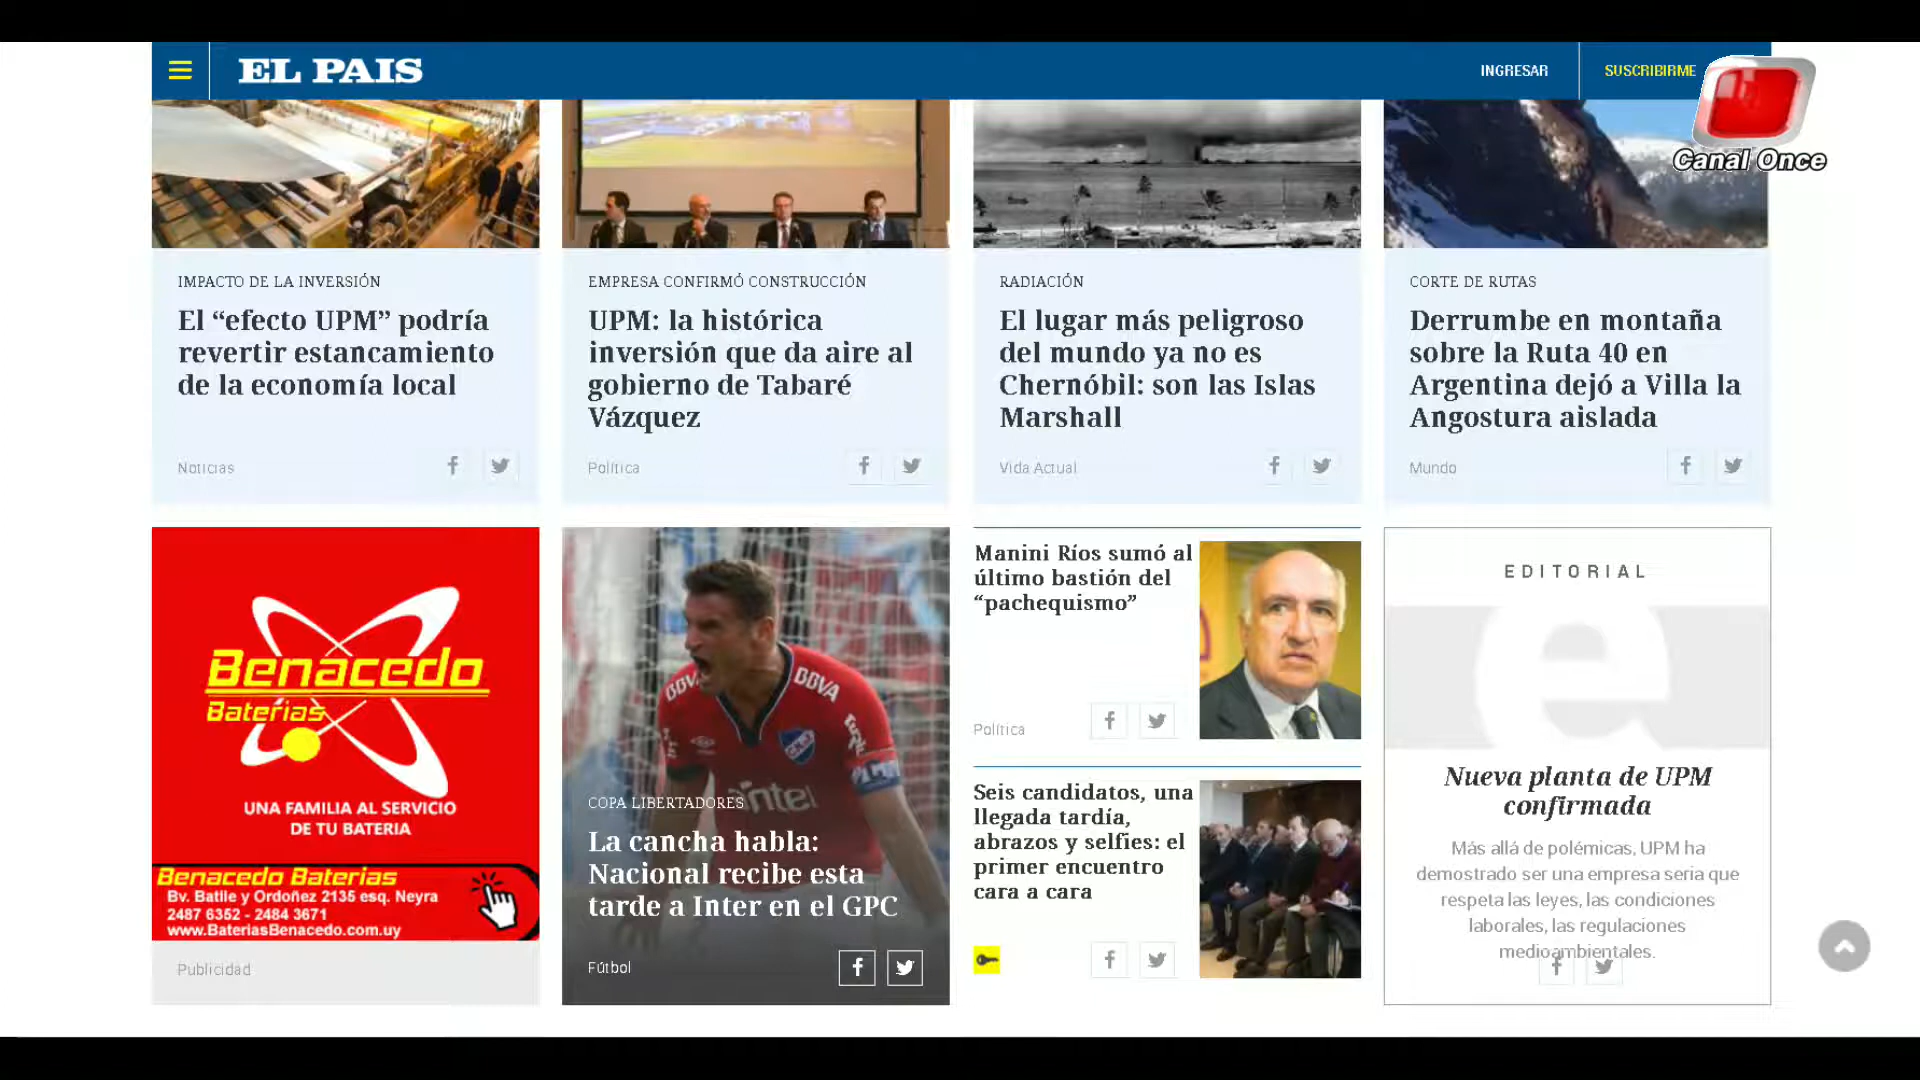 EL PAIS
INGRESAR
SUSCRIBIRME
Canal Once
IMPACTO DE LA INVERSIÓN
El “efecto UPM” podría
revertir estancamiento
de la economía local
Noticias
EMPRESA CONFIRMÓ CONSTRUCCIÓN
UPM: la histórica
inversión que da aire al
gobierno de Tabaré
Vázquez
Política
RADIACIÓN
El lugar más peligroso
del mundo ya no es
Chernóbil: son las Islas
Marshall
Vida Actual
CORTE DE RUTAS
Derrumbe en montaña
sobre la Ruta 40 en
Argentina dejó a Villa la
Angostura aislada
Mundo
Benacedo
Baterias
UNA FAMILIA AL SERVICIO
DE TU BATERIA
Benacedo Baterias
Bv. Batlle y Ordoñez 2135 esq. Neyra
2487 6352 - 2484 3671
www.BateriasBenacedo.com.uy
Publicidad
BBVA
BBVA
antel
COPA LIBERTADORES
La cancha habla:
Nacional recibe esta
tarde a Inter en el GPC
Fútbol
Manini Ríos sumó al
último bastión del
“pachequismo”
Política
Seis candidatos, una
llegada tardía,
abrazos y selfies: el
primer encuentro
cara a cara
EDITORIAL
e
Nueva planta de UPM
confirmada
Más allá de polémicas, UPM ha
demostrado ser una empresa seria que
respeta las leyes, las condiciones
laborales, las regulaciones
medioambientales.